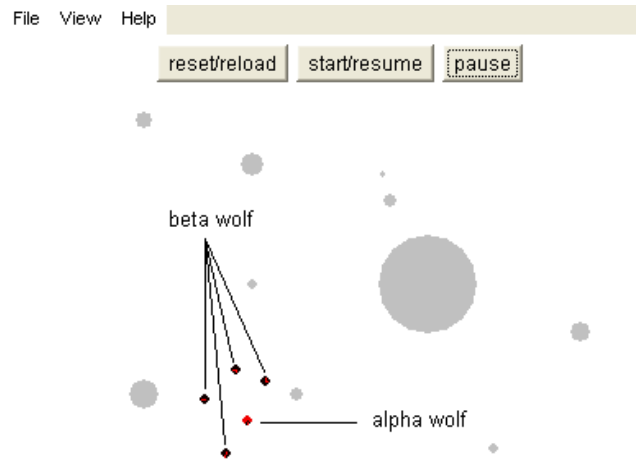 File View Help
reset/reload start/resume pause
beta wolf
alpha wolf